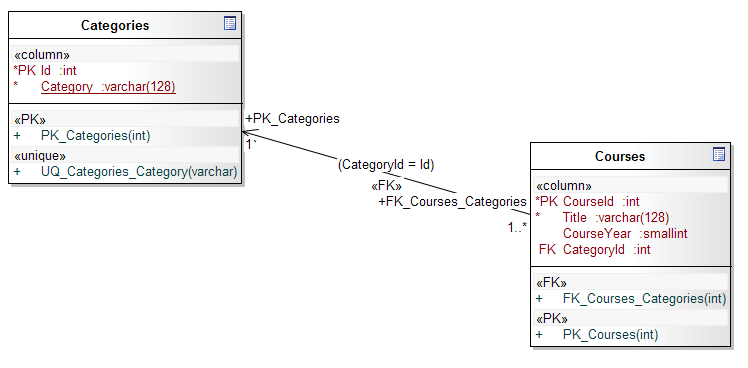 Categories
«column»
*PK Id :int
* Category :varchar(128)
«PK»
+ PK_Categories(int)
«unique»
+ UQ_Categories_Category(varchar)
+PK_Categories
1`
(CategoryId = Id)
«FK»
+FK_Courses_Categories
1..*
Courses
«column»
*PK CourseId :int
* Title :varchar(128)
CourseYear :smallint
FK CategoryId :int
«FK»
+ FK_Courses_Categories(int)
«PK»
+ PK_Courses(int)